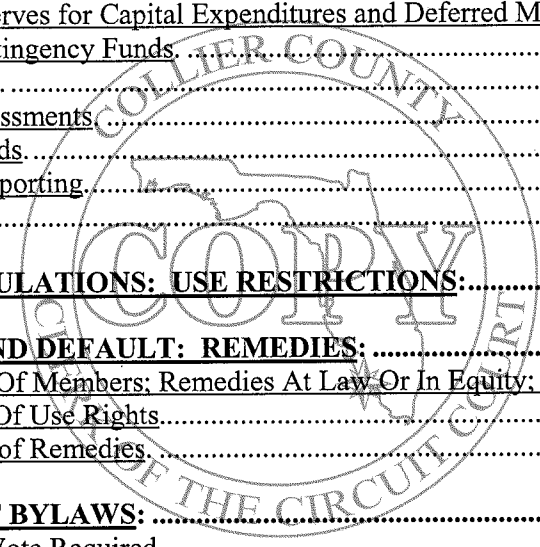 erves for Capital Expenditures and Deferred M
tingency Funds. ..........
. ..........
ssments. ..........
ds. ..........
porting ..........
..........
ULATIONS: USE RESTRICTIONS: ..........
ND DEFAULT: REMEDIES: ..........
Of Members; Remedies At Law Or In Equity;
Of Use Rights ..........
of Remedies. ..........
BYLAWS: ..........
Vote Required
COLLIER COUNTY
COPY
CLERK OF THE CIRCUIT COURT